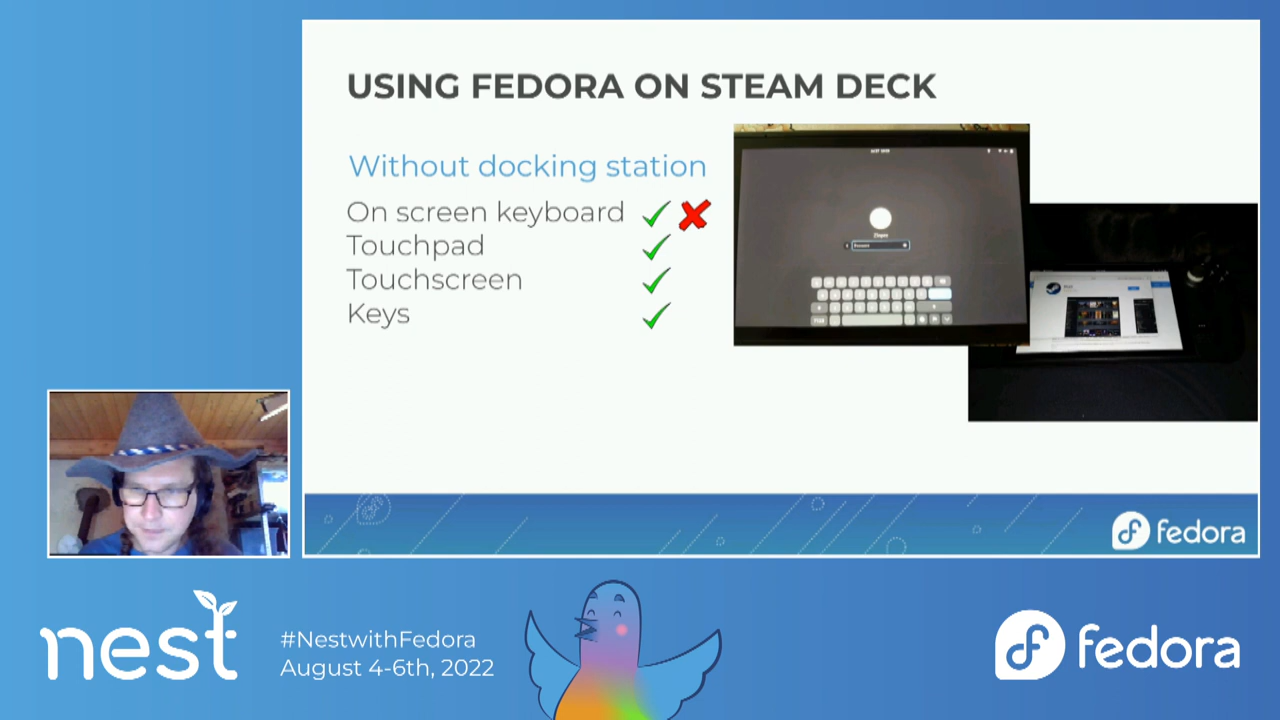 USING FEDORA ON STEAM DECK
Without docking station
On screen keyboard
Touchpad
Touchscreen
Keys
fedora
nest
#NestwithFedora
August 4-6th, 2022
fedora